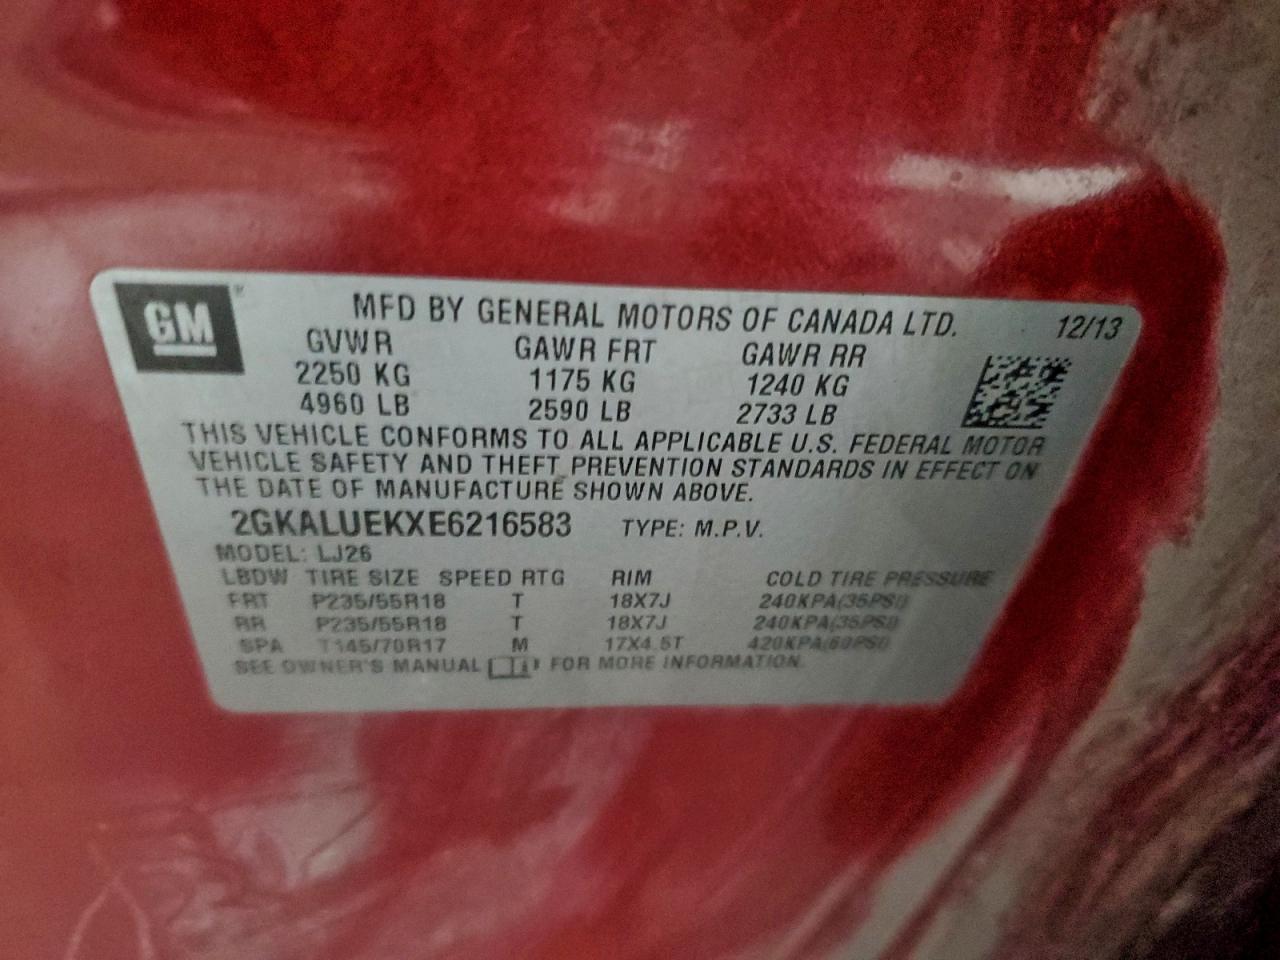 GM
MFD BY GENERAL MOTORS OF CANADA LTD. 12/13
GVWR GAWR FRT GAWR RR
2250 KG 1175 KG 1240 KG
4960 LB 2590 LB 2733 LB
THIS VEHICLE CONFORMS TO ALL APPLICABLE U.S. FEDERAL MOTOR
VEHICLE SAFETY AND THEFT PREVENTION STANDARDS IN EFFECT ON
THE DATE OF MANUFACTURE SHOWN ABOVE.
2GKALUEKXE6216583 TYPE: M.P.V.
MODEL: LJ26
LBDW TIRE SIZE SPEED RTG RIM COLD TIRE PRESSURE
FRT P235/55R18 T 18X7J 240KPA(35PSI)
RR P235/55R18 T 18X7J 240KPA(35PSI)
SPA T145/70R17 M 17X4.5T 420KPA(60PSI)
SEE OWNER'S MANUAL FOR MORE INFORMATION.